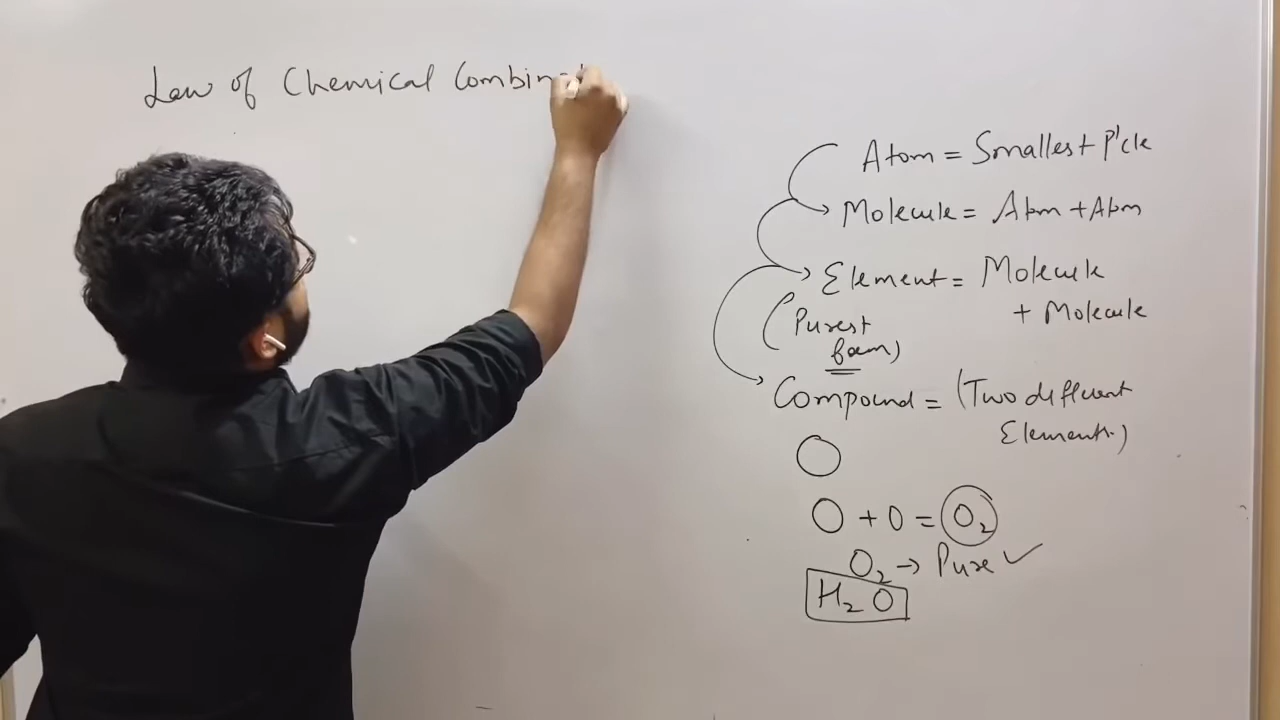 Law of Chemical Combin
Atom = Smallest p'cle
Molecule = Atom + Atom
Element = Molecule
+ Molecule
(Purest
form)
Compound = (Two different
Elements.)
O
O + O = O₂
O₂ → Pure ✓
H₂O